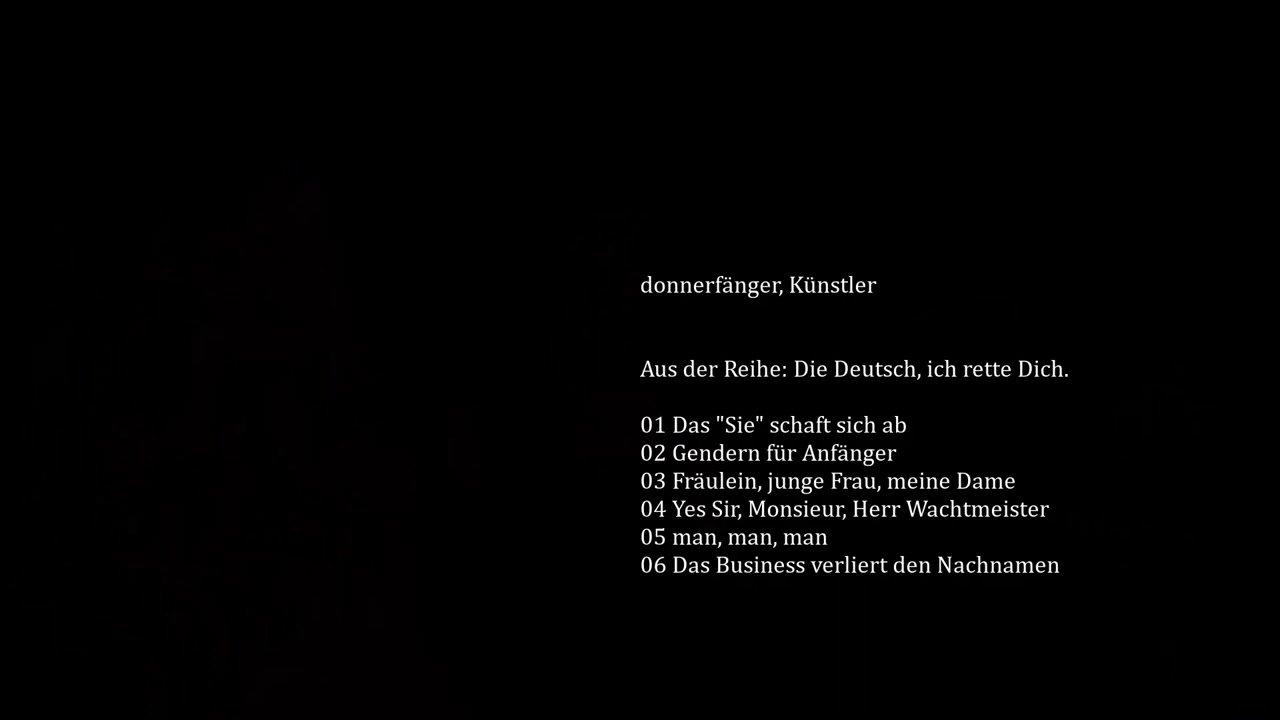 donnerfänger, Künstler
Aus der Reihe: Die Deutsch, ich rette Dich.
01 Das "Sie" schaft sich ab
02 Gendern für Anfänger
03 Fräulein, junge Frau, meine Dame
04 Yes Sir, Monsieur, Herr Wachtmeister
05 man, man, man
06 Das Business verliert den Nachnamen